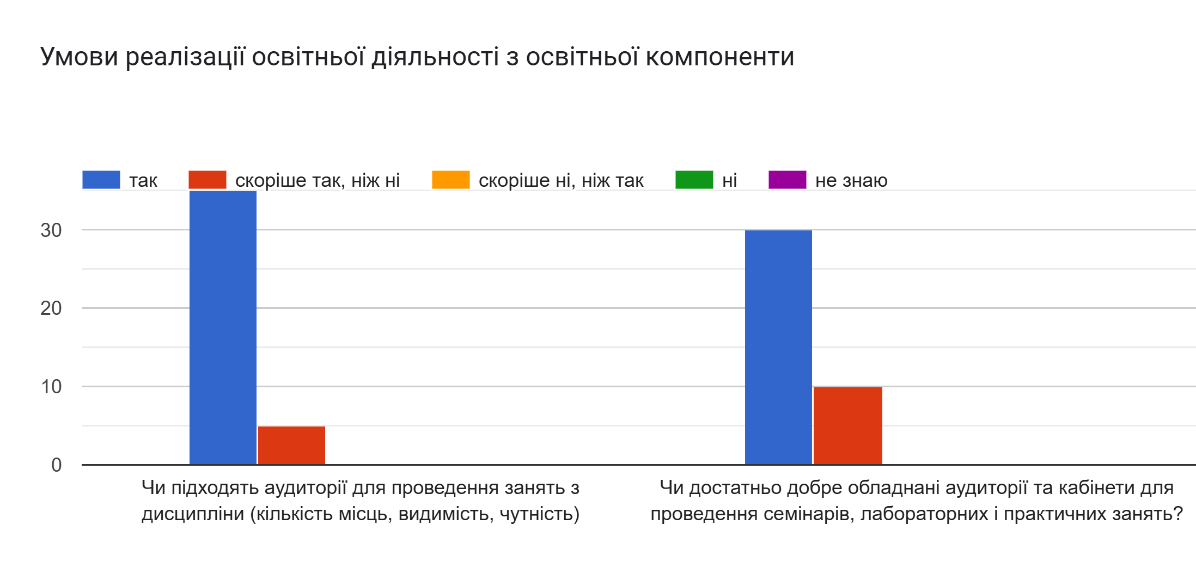 Умови реалізації освітньої діяльності з освітньої компоненти
так скоріше так, ніж ні скоріше ні, ніж так ні не знаю
30
20
10
0
Чи підходять аудиторії для проведення занять з
дисципліни (кількість місць, видимість, чутність)
Чи достатньо добре обладнані аудиторії та кабінети для
проведення семінарів, лабораторних і практичних занять?